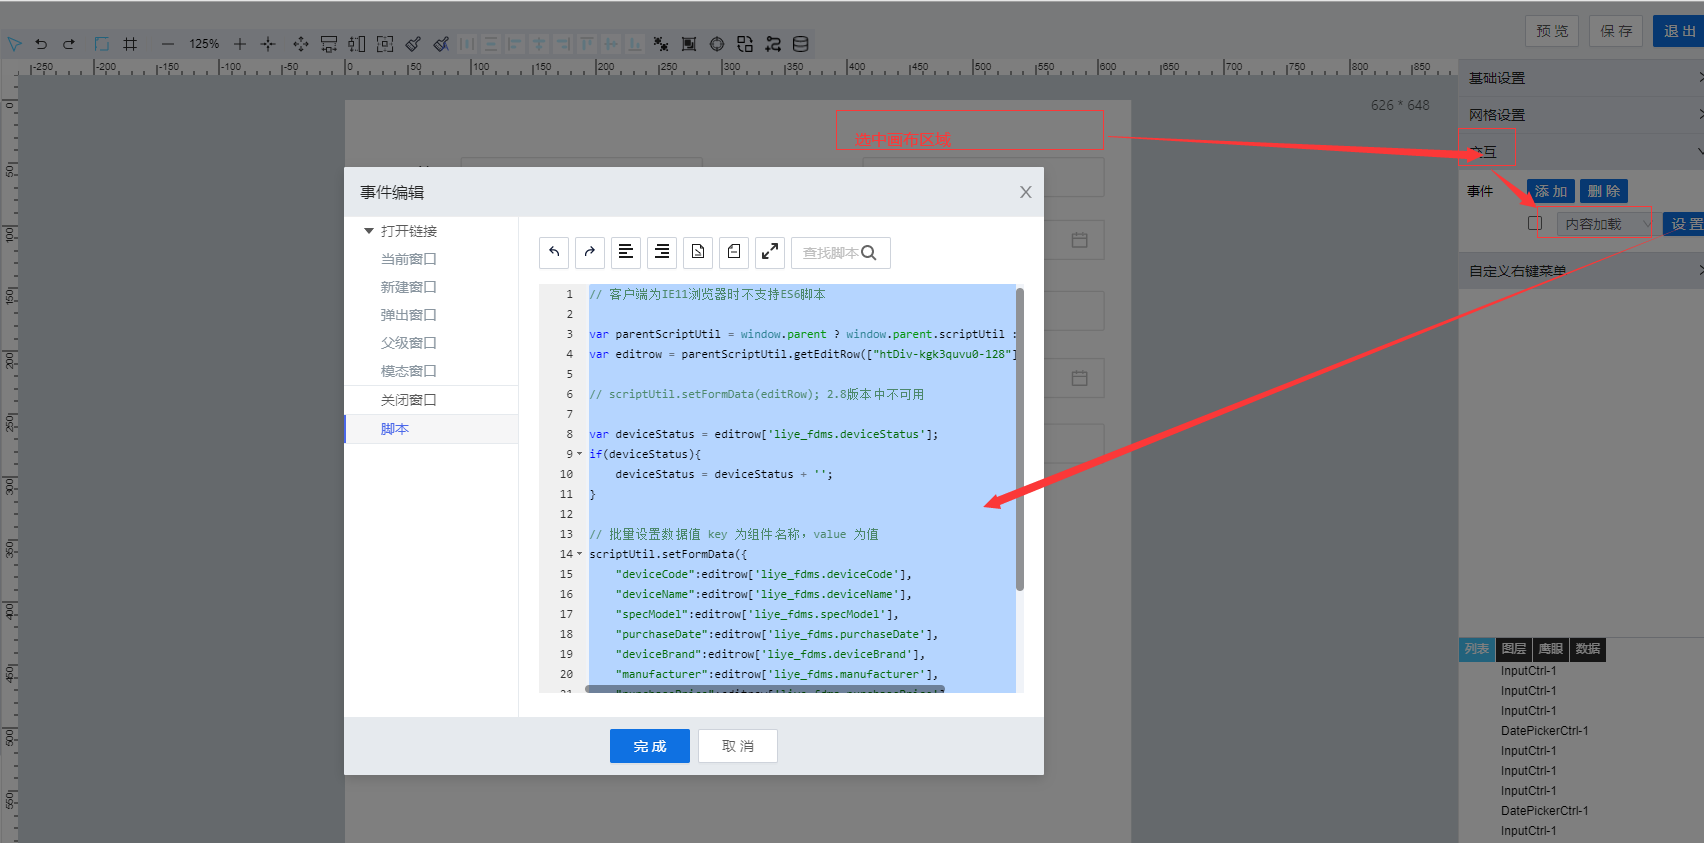 预 览
保 存
退 出
125%
-250
-200
-150
-100
-50
0
50
100
150
200
250
300
350
400
450
500
550
600
650
700
750
800
850
0
50
100
150
200
250
300
350
400
450
500
550
626 * 648
选中画布区域
基础设置
网格设置
交互
事件
添 加
删 除
内容加载
设 置
自定义右键菜单
事件编辑
打开链接
当前窗口
新建窗口
弹出窗口
父级窗口
模态窗口
关闭窗口
脚本
查找脚本
1 // 客户端为IE11浏览器时不支持ES6脚本
2
3 var parentScriptUtil = window.parent ? window.parent.scriptUtil :
4 var editrow = parentScriptUtil.getEditRow(["htDiv-kgk3quvu0-128"]
5
6 // scriptUtil.setFormData(editRow); 2.8版本中不可用
7
8 var deviceStatus = editrow['liye_fdms.deviceStatus'];
9 if(deviceStatus){
10 deviceStatus = deviceStatus + '';
11 }
12
13 // 批量设置数据值 key 为组件名称，value 为值
14 scriptUtil.setFormData({
15 "deviceCode":editrow['liye_fdms.deviceCode'],
16 "deviceName":editrow['liye_fdms.deviceName'],
17 "specModel":editrow['liye_fdms.specModel'],
18 "purchaseDate":editrow['liye_fdms.purchaseDate'],
19 "deviceBrand":editrow['liye_fdms.deviceBrand'],
20 "manufacturer":editrow['liye_fdms.manufacturer'],
完 成
取 消
列表
图层
鹰眼
数据
InputCtrl-1
InputCtrl-1
InputCtrl-1
DatePickerCtrl-1
InputCtrl-1
InputCtrl-1
InputCtrl-1
DatePickerCtrl-1
InputCtrl-1